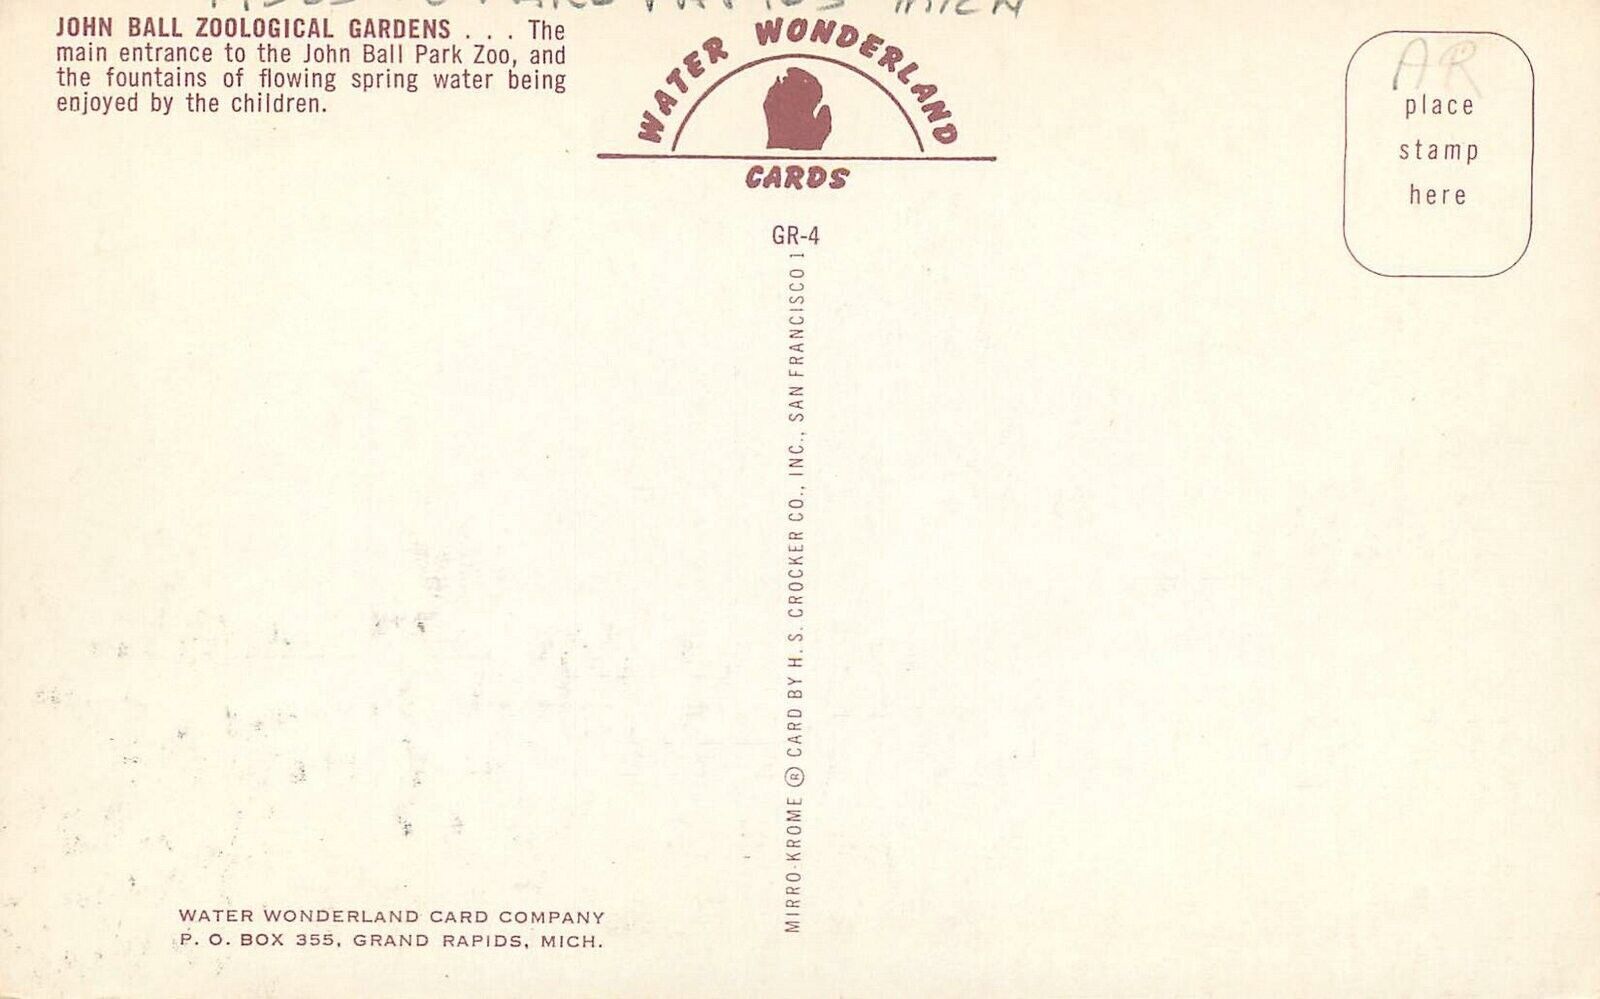 JOHN BALL ZOOLOGICAL GARDENS . . . The
main entrance to the John Ball Park Zoo, and
the fountains of flowing spring water being
enjoyed by the children.
WATER WONDERLAND
CARDS
AR
place
stamp
here
GR-4
MIRRO-KROME ® CARD BY H. S. CROCKER CO., INC., SAN FRANCISCO 1
WATER WONDERLAND CARD COMPANY
P. O. BOX 355, GRAND RAPIDS, MICH.